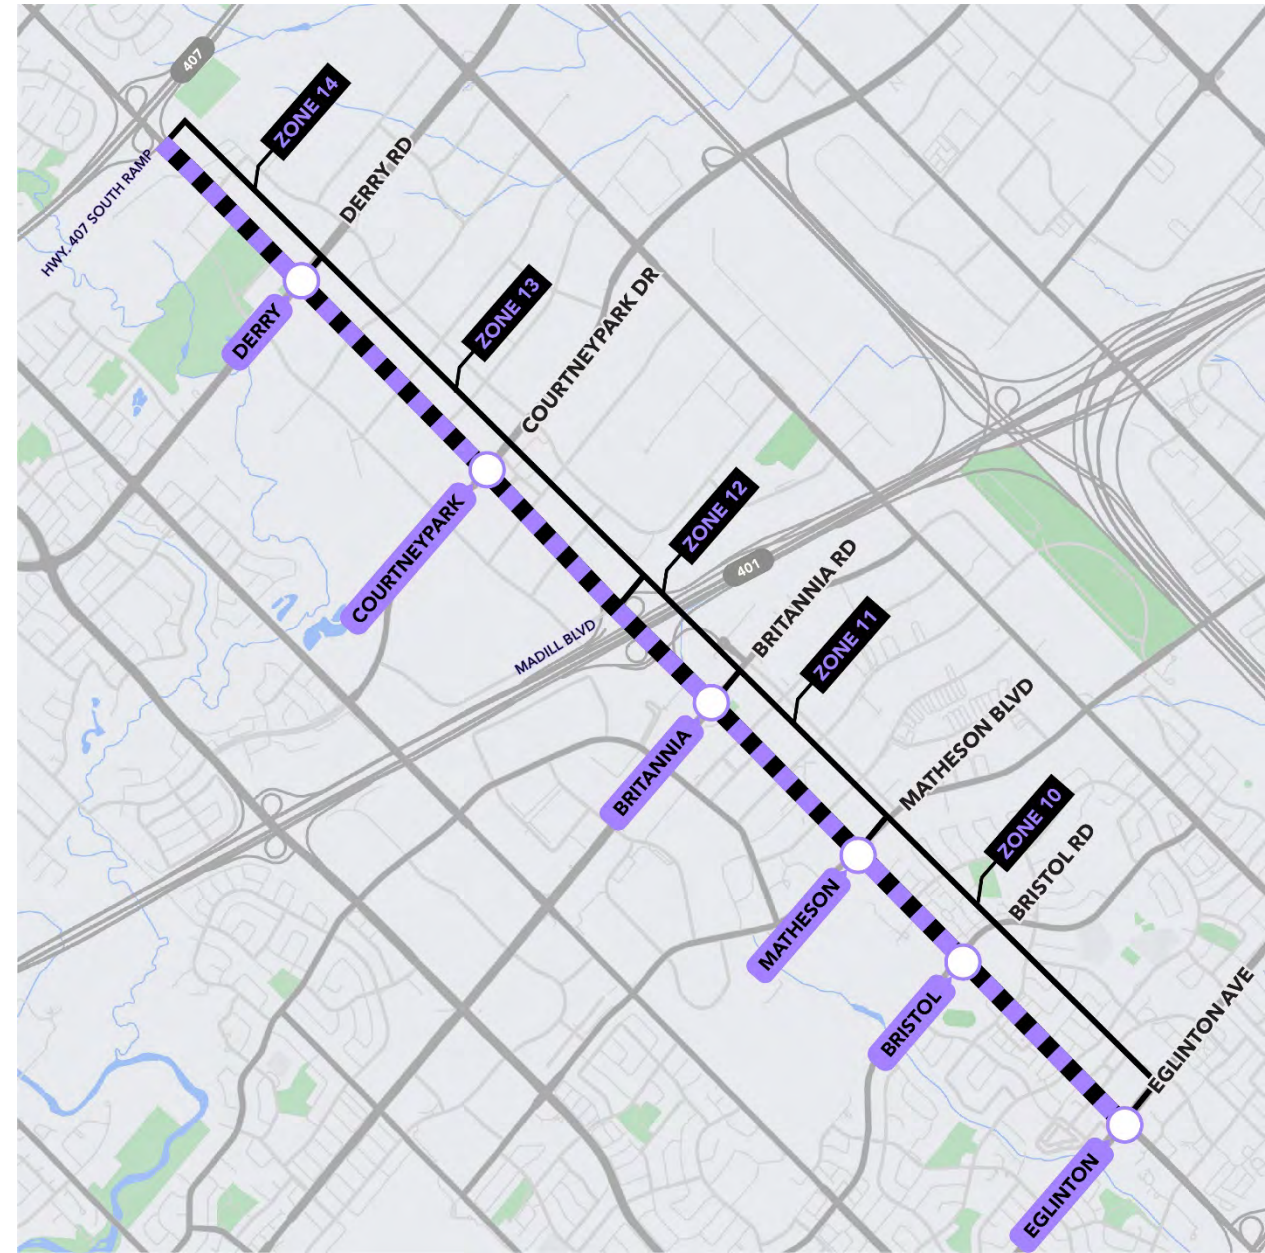 407
ZONE 14
HWY. 407 SOUTH RAMP
DERRY RD
DERRY
ZONE 13
COURTNEYPARK DR
COURTNEYPARK
ZONE 12
401
MADILL BLVD
BRITANNIA RD
BRITANNIA
ZONE 11
MATHESON BLVD
MATHESON
ZONE 10
BRISTOL RD
BRISTOL
EGLINTON AVE
EGLINTON